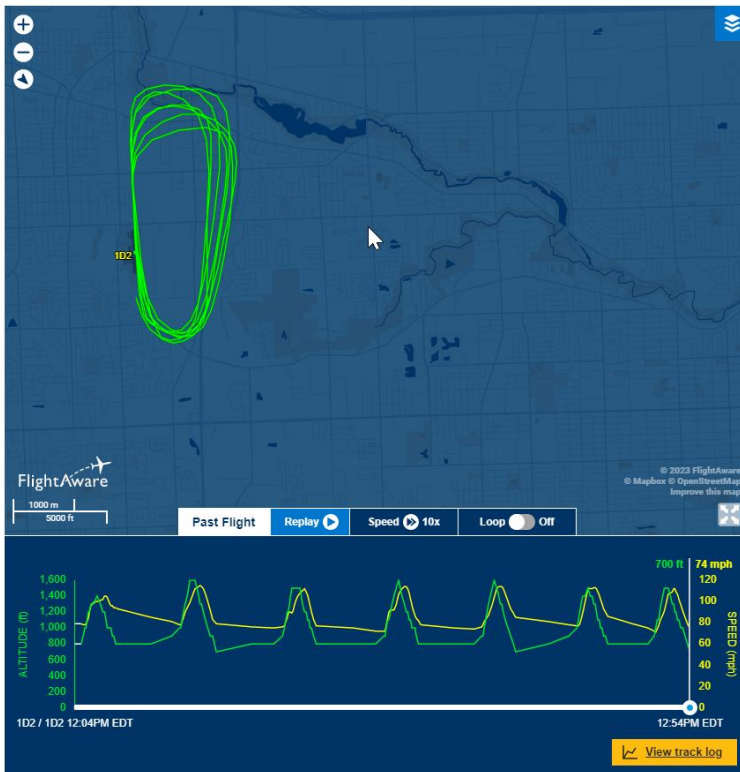 1D2
FlightAware
1000 m
5000 ft
© 2023 FlightAware
© Mapbox © OpenStreetMap
Improve this map
Past Flight
Replay
Speed 10x
Loop Off
700 ft 74 mph
1,600
1,400
1,200
1,000
800
600
400
200
0
ALTITUDE (ft)
120
100
80
60
40
20
0
SPEED (mph)
1D2 / 1D2 12:04PM EDT
12:54PM EDT
View track log